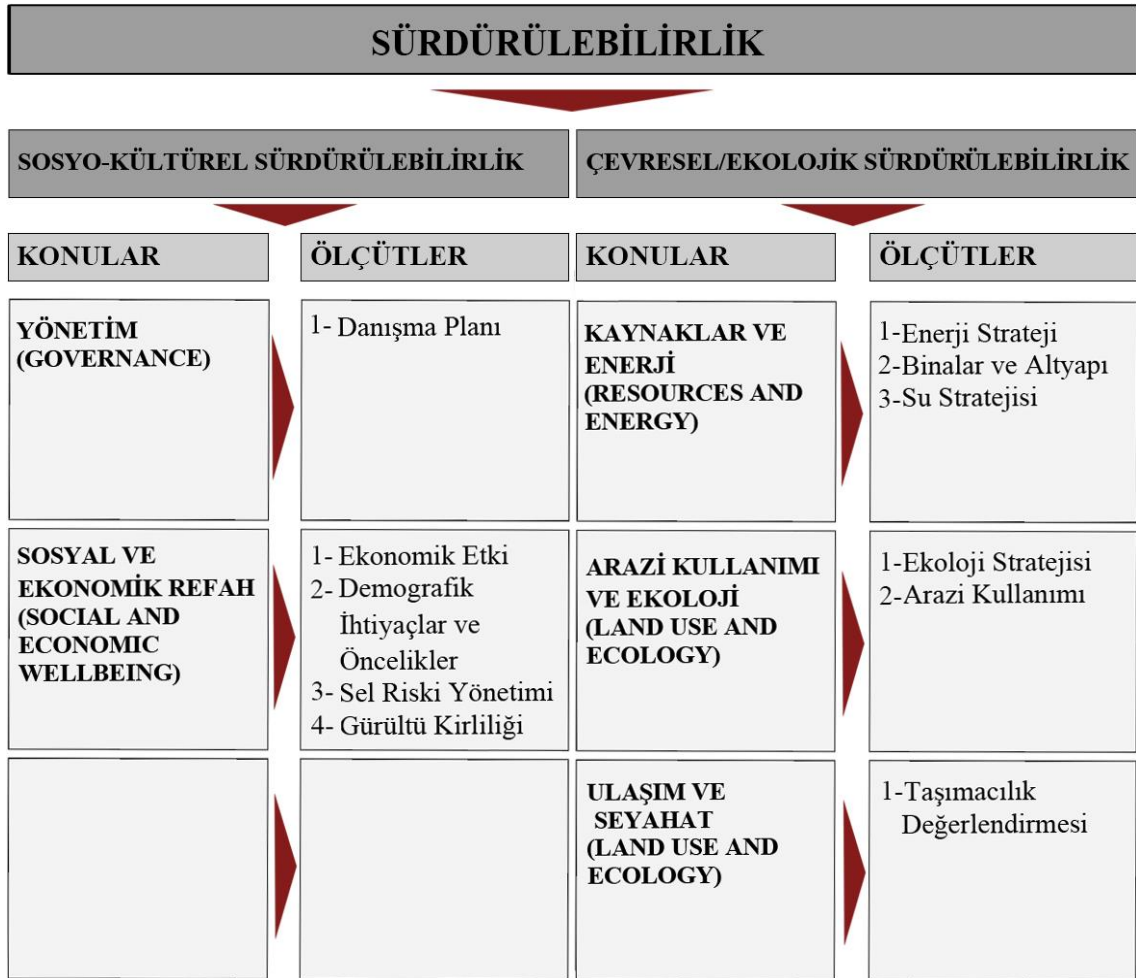 SÜRDÜRÜLEBİLİRLİK
SOSYO-KÜLTÜREL SÜRDÜRÜLEBİLİRLİK
ÇEVRESEL/EKOLOJİK SÜRDÜRÜLEBİLİRLİK
KONULAR
ÖLÇÜTLER
KONULAR
ÖLÇÜTLER
YÖNETİM
(GOVERNANCE)
1- Danışma Planı
KAYNAKLAR VE
ENERJİ
(RESOURCES AND
ENERGY)
1-Enerji Strateji
2-Binalar ve Altyapı
3-Su Stratejisi
SOSYAL VE
EKONOMİK REFAH
(SOCIAL AND
ECONOMIC
WELLBEING)
1- Ekonomik Etki
2- Demografik
İhtiyaçlar ve
Öncelikler
3- Sel Riski Yönetimi
4- Gürültü Kirliliği
ARAZİ KULLANIMI
VE EKOLOJİ
(LAND USE AND
ECOLOGY)
1-Ekoloji Stratejisi
2-Arazi Kullanımı
ULAŞIM VE
SEYAHAT
(LAND USE AND
ECOLOGY)
1-Taşımacılık
Değerlendirmesi